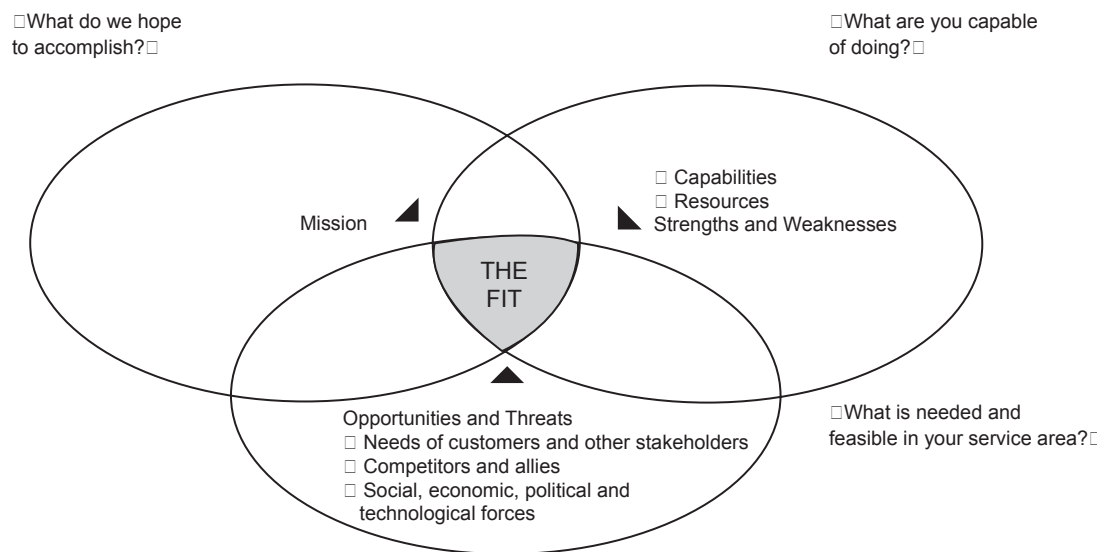 □What do we hope
to accomplish?□
□What are you capable
of doing?□
Mission
□ Capabilities
□ Resources
Strengths and Weaknesses
THE
FIT
Opportunities and Threats
□ Needs of customers and other stakeholders
□ Competitors and allies
□ Social, economic, political and
technological forces
□What is needed and
feasible in your service area?□